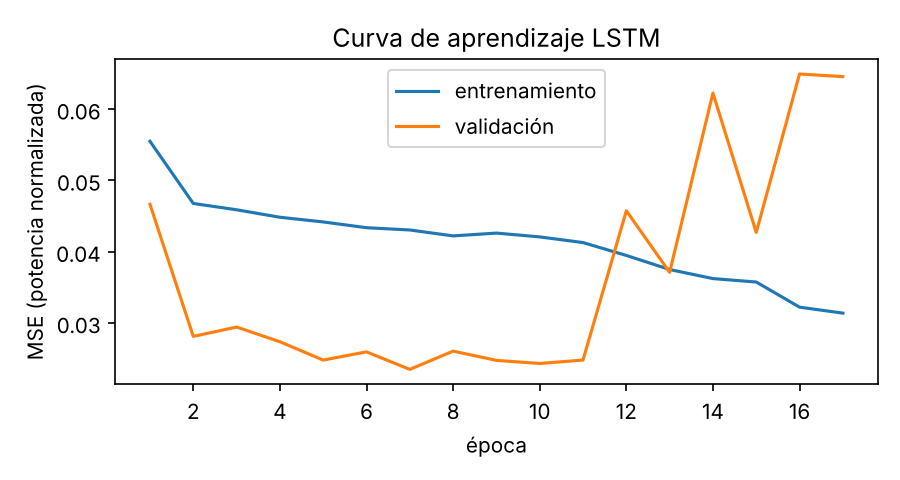 Curva de aprendizaje LSTM
entrenamiento
validación
MSE (potencia normalizada)
0.06
0.05
0.04
0.03
2 4 6 8 10 12 14 16
época